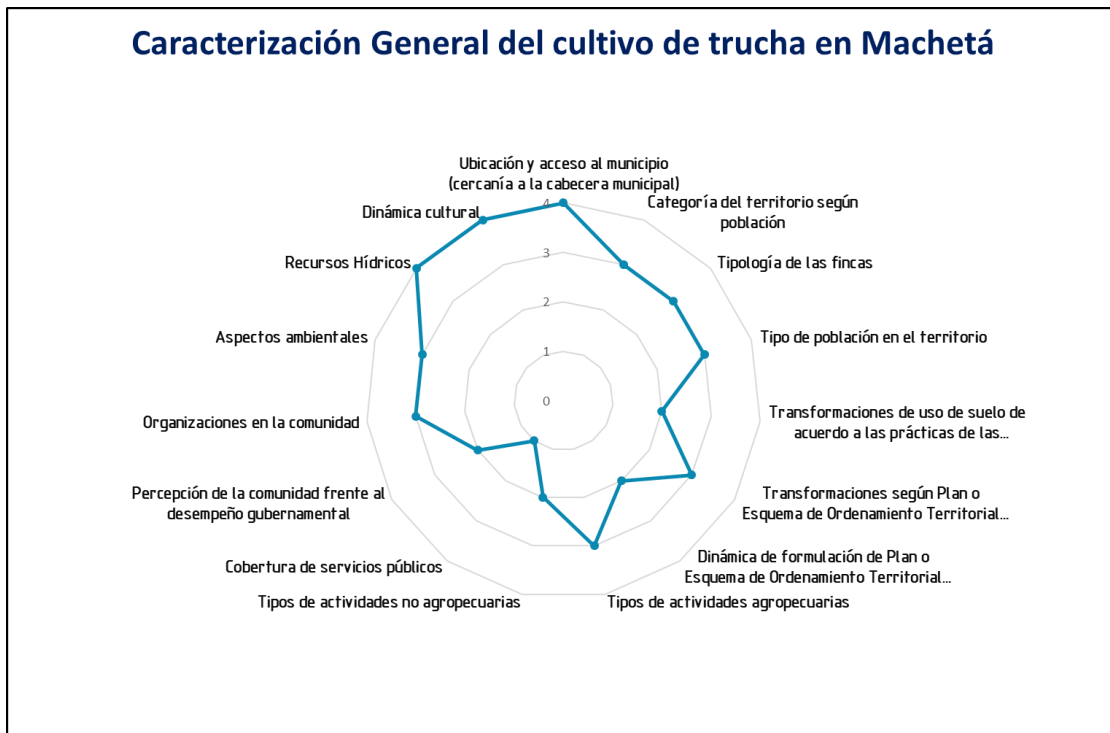 Caracterización General del cultivo de trucha en Machetá
Ubicación y acceso al municipio
(cercanía a la cabecera municipal)
Categoría del territorio según
población
Tipología de las fincas
Tipo de población en el territorio
Transformaciones de uso de suelo de
acuerdo a las prácticas de las...
Transformaciones según Plan o
Esquema de Ordenamiento Territorial...
Dinámica de formulación de Plan o
Esquema de Ordenamiento Territorial...
Tipos de actividades agropecuarias
Tipos de actividades no agropecuarias
Cobertura de servicios públicos
Percepción de la comunidad frente al
desempeño gubernamental
Organizaciones en la comunidad
Aspectos ambientales
Recursos Hídricos
Dinámica cultural
4
3
2
1
0